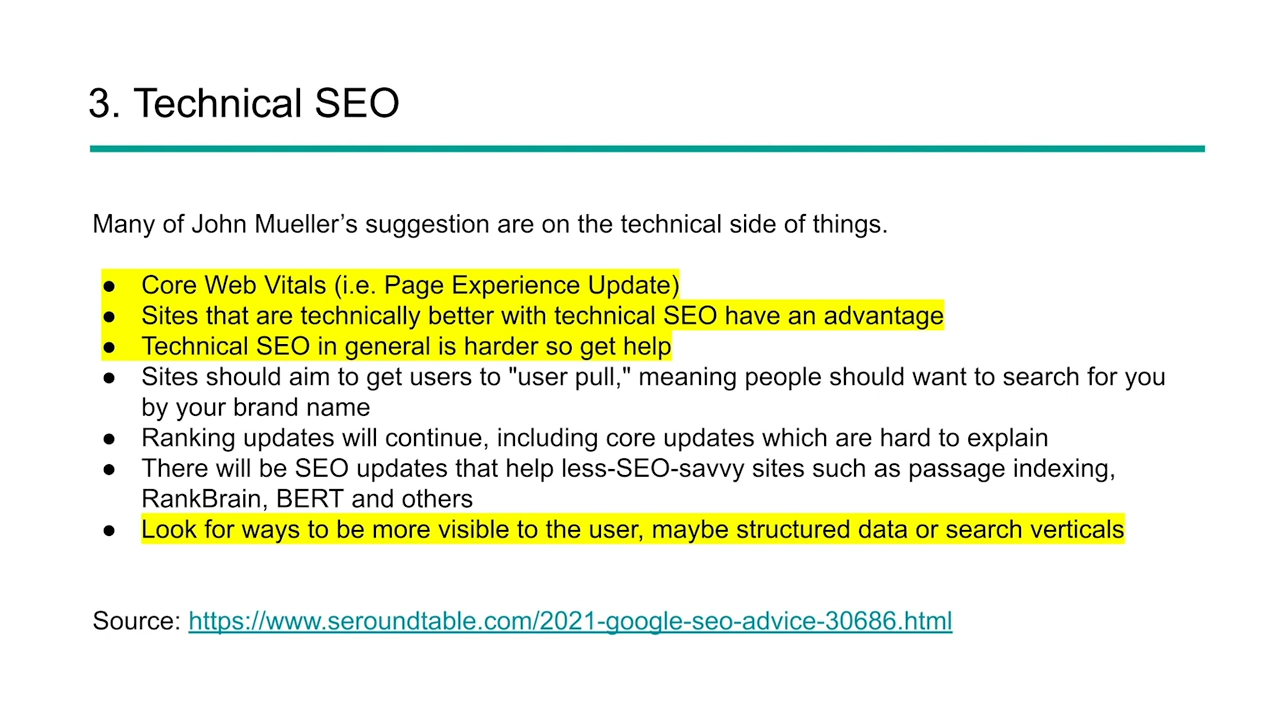 3. Technical SEO
Many of John Mueller’s suggestion are on the technical side of things.
● Core Web Vitals (i.e. Page Experience Update)
● Sites that are technically better with technical SEO have an advantage
● Technical SEO in general is harder so get help
● Sites should aim to get users to "user pull," meaning people should want to search for you
by your brand name
● Ranking updates will continue, including core updates which are hard to explain
● There will be SEO updates that help less-SEO-savvy sites such as passage indexing,
RankBrain, BERT and others
● Look for ways to be more visible to the user, maybe structured data or search verticals
Source: https://www.seroundtable.com/2021-google-seo-advice-30686.html